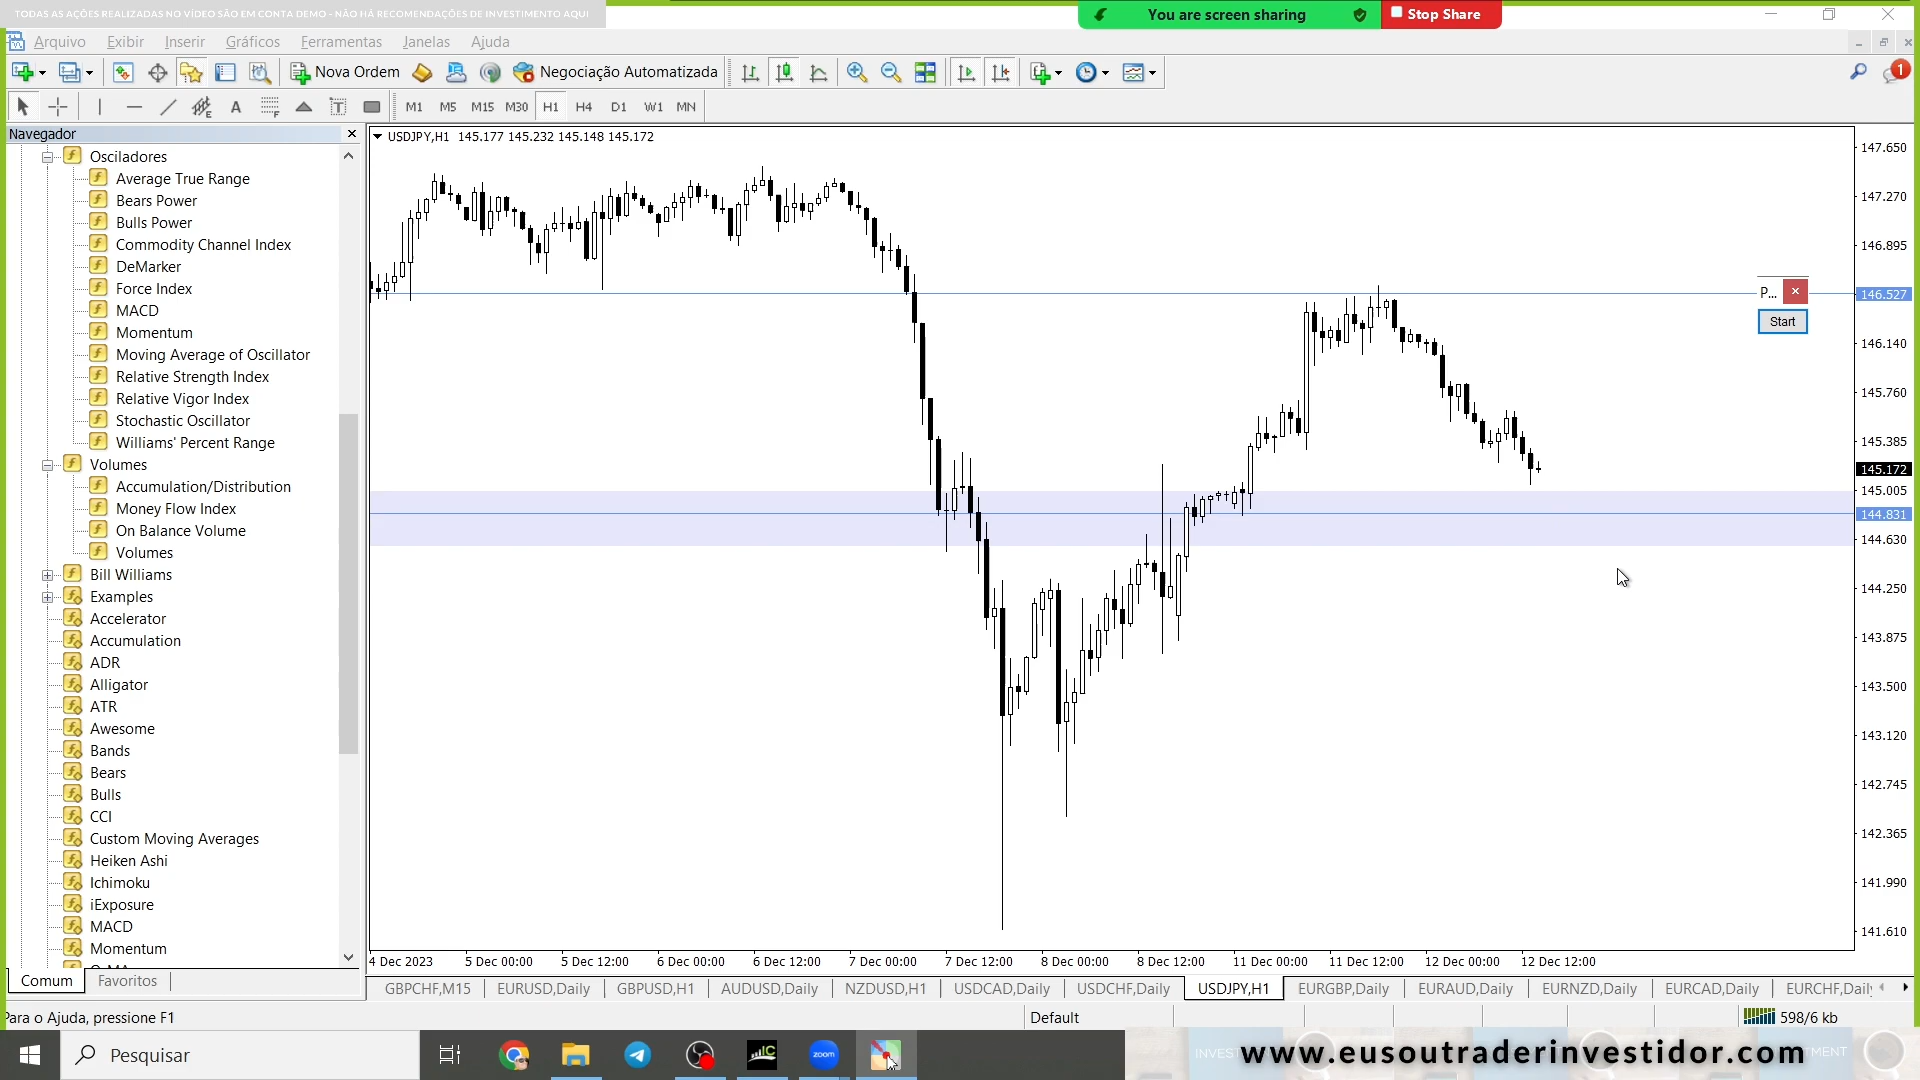 TODAS AS AÇÕES REALIZADAS NO VÍDEO SÃO EM CONTA DEMO - NÃO HÁ RECOMENDAÇÕES DE INVESTIMENTO AQUI
You are screen sharing
Stop Share
Arquivo Exibir Inserir Gráficos Ferramentas Janelas Ajuda
Nova Ordem Negociação Automatizada
1
A T M1 M5 M15 M30 H1 H4 D1 W1 MN
Navegador
USDJPY,H1 145.177 145.232 145.148 145.172
Osciladores
Average True Range
Bears Power
Bulls Power
Commodity Channel Index
DeMarker
Force Index
MACD
Momentum
Moving Average of Oscillator
Relative Strength Index
Relative Vigor Index
Stochastic Oscillator
Williams' Percent Range
Volumes
Accumulation/Distribution
Money Flow Index
On Balance Volume
Volumes
Bill Williams
Examples
Accelerator
Accumulation
ADR
Alligator
ATR
Awesome
Bands
Bears
Bulls
CCI
Custom Moving Averages
Heiken Ashi
Ichimoku
iExposure
MACD
Momentum
Comum Favoritos
P...
Start
147.650
147.270
146.895
146.527
146.140
145.760
145.385
145.172
145.005
144.831
144.630
144.250
143.875
143.500
143.120
142.745
142.365
141.990
141.610
4 Dec 2023 5 Dec 00:00 5 Dec 12:00 6 Dec 00:00 6 Dec 12:00 7 Dec 00:00 7 Dec 12:00 8 Dec 00:00 8 Dec 12:00 11 Dec 00:00 11 Dec 12:00 12 Dec 00:00 12 Dec 12:00
GBPCHF,M15 EURUSD,Daily GBPUSD,H1 AUDUSD,Daily NZDUSD,H1 USDCAD,Daily USDCHF,Daily USDJPY,H1 EURGBP,Daily EURAUD,Daily EURNZD,Daily EURCAD,Daily EURCHF,Daily
Para o Ajuda, pressione F1
Default
598/6 kb
Pesquisar
IC
zoom
www.eusoutraderinvestidor.com